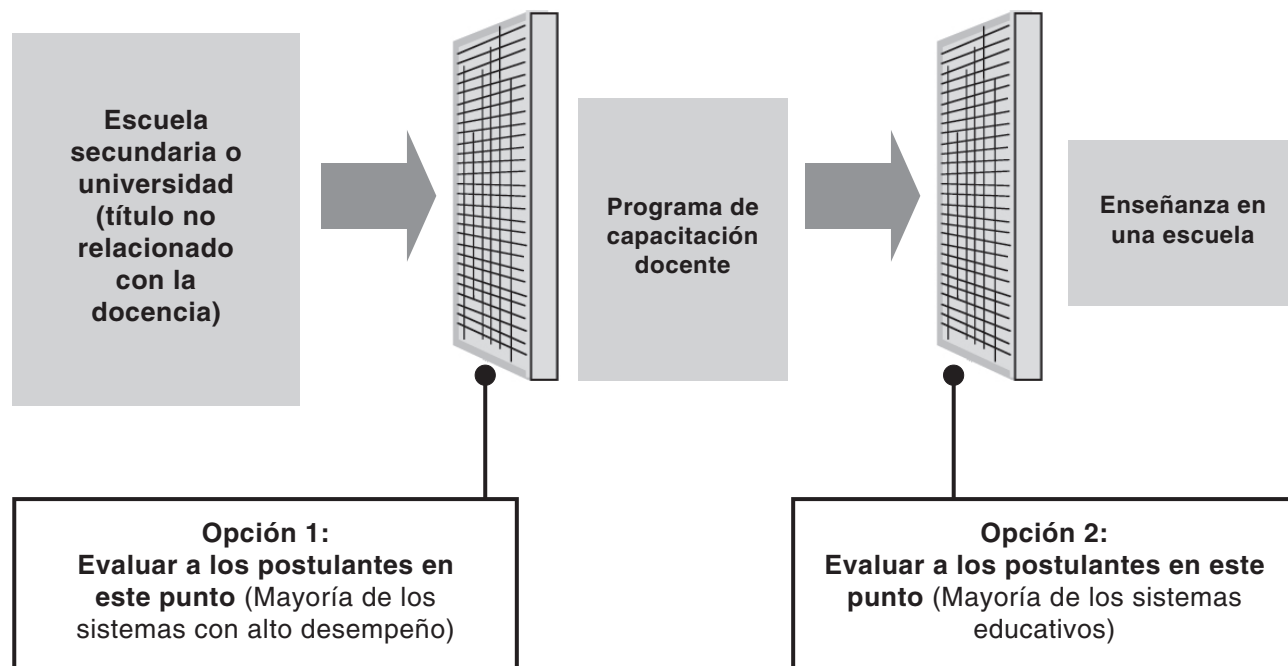 Escuela
secundaria o
universidad
(título no
relacionado
con la
docencia)
Programa de
capacitación
docente
Enseñanza en
una escuela
Opción 1:
Evaluar a los postulantes en
este punto (Mayoría de los
sistemas con alto desempeño)
Opción 2:
Evaluar a los postulantes en este
punto (Mayoría de los sistemas
educativos)